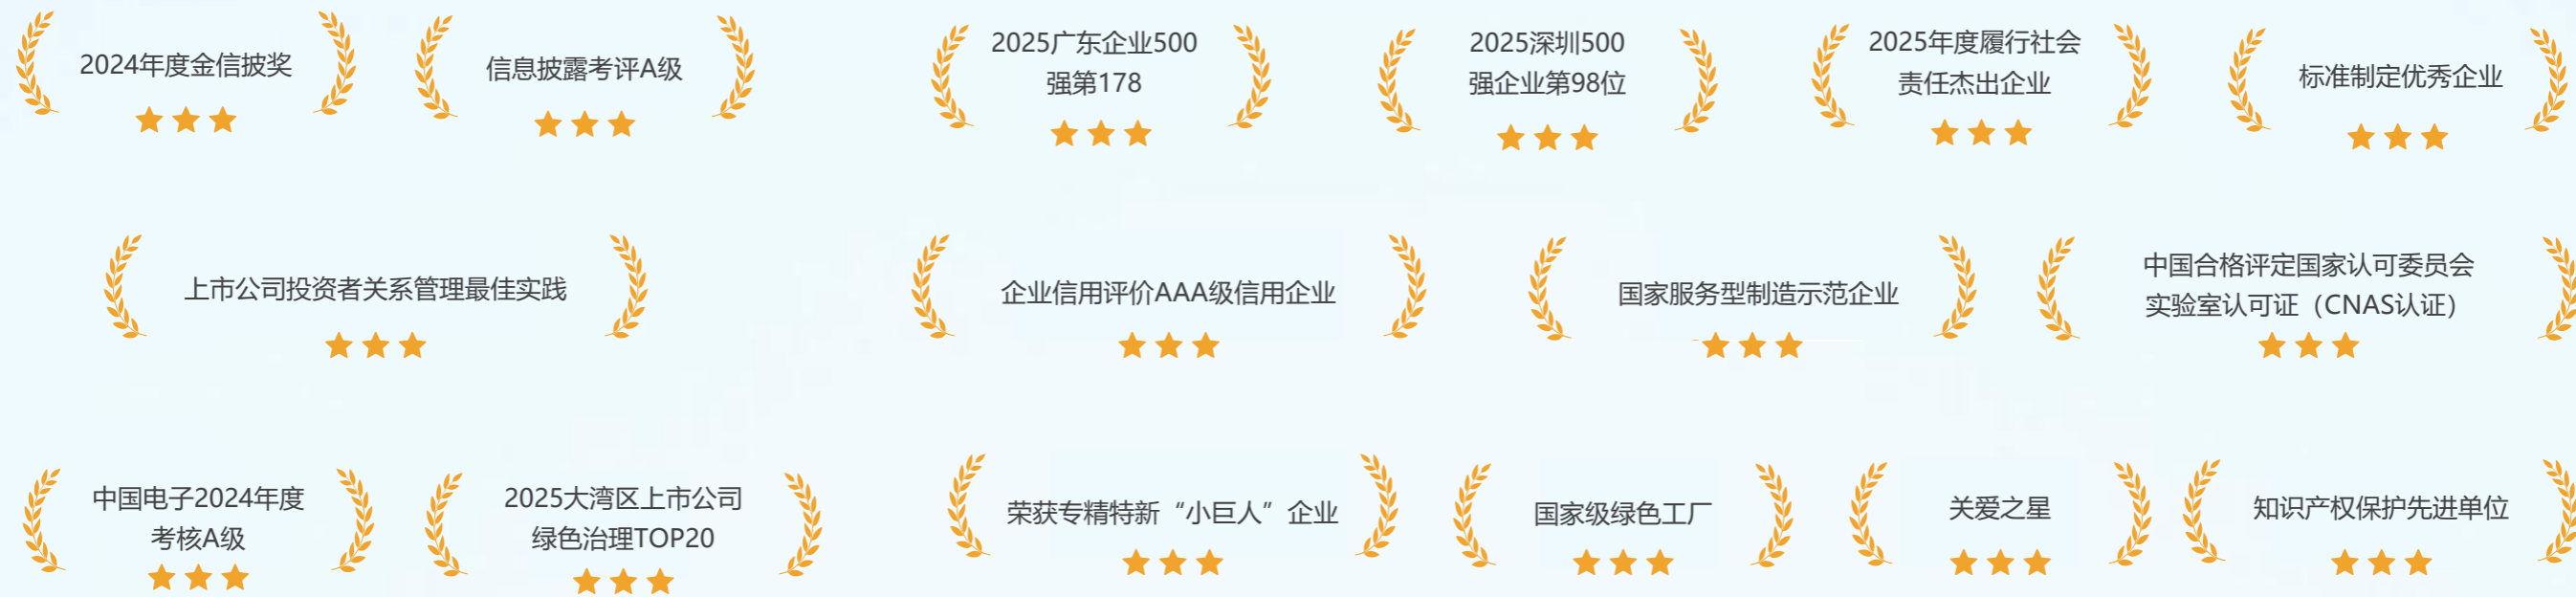 2024年度金信披奖
信息披露考评A级
2025广东企业500
强第178
2025深圳500
强企业第98位
2025年度履行社会
责任杰出企业
标准制定优秀企业
上市公司投资者关系管理最佳实践
企业信用评价AAA级信用企业
国家服务型制造示范企业
中国合格评定国家认可委员会
实验室认可证（CNAS认证）
中国电子2024年度
考核A级
2025大湾区上市公司
绿色治理TOP20
荣获专精特新“小巨人”企业
国家级绿色工厂
关爱之星
知识产权保护先进单位